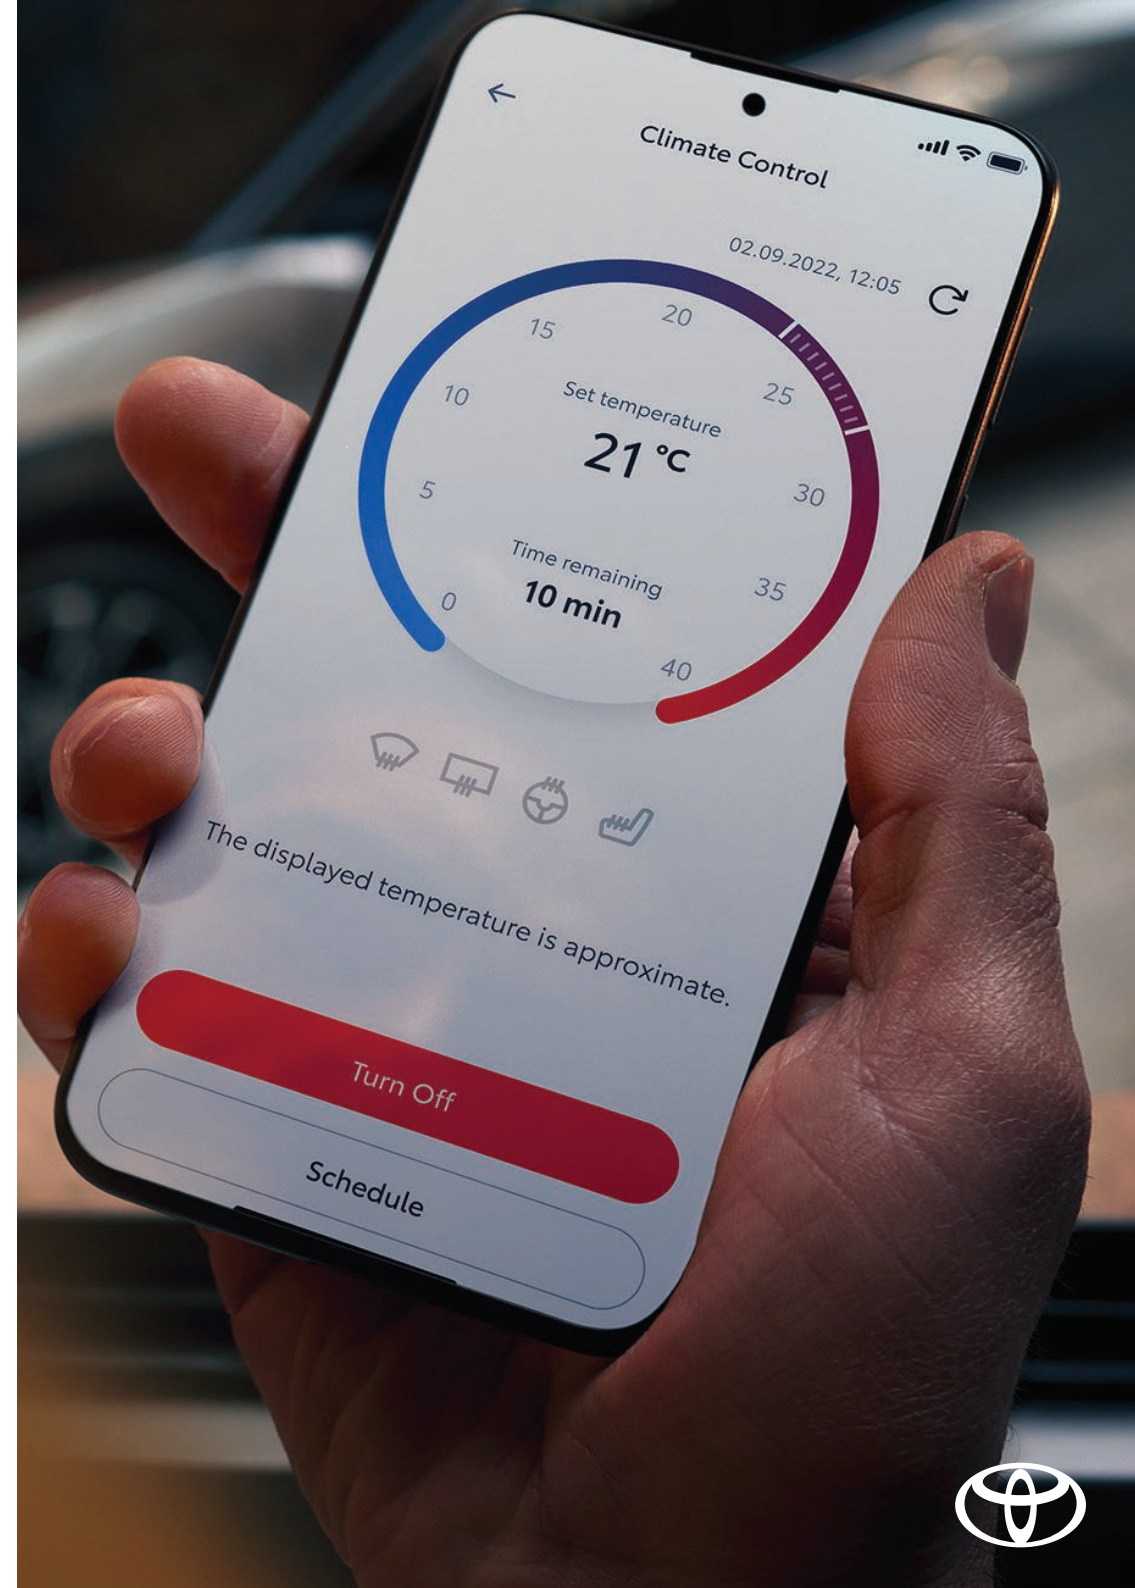 Climate Control
02.09.2022, 12:05
20
15
25
10
Set temperature
21 °C
5
30
Time remaining
10 min
35
0
40
The displayed temperature is approximate.
Turn Off
Schedule